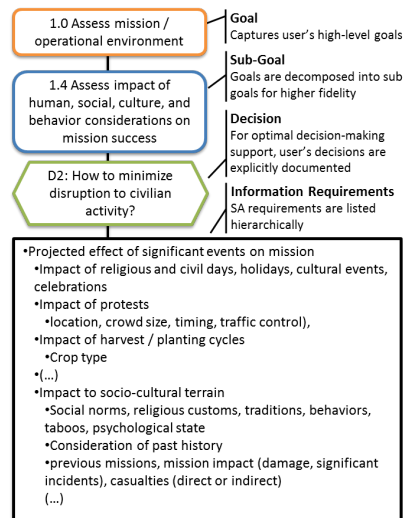 1.0 Assess mission /
operational environment
Goal
Captures user's high-level goals
1.4 Assess impact of
human, social, culture, and
behavior considerations on
mission success
Sub-Goal
Goals are decomposed into sub
goals for higher fidelity
D2: How to minimize
disruption to civilian
activity?
Decision
For optimal decision-making
support, user's decisions are
explicitly documented
Information Requirements
SA requirements are listed
hierarchically
•Projected effect of significant events on mission
•Impact of religious and civil days, holidays, cultural events,
celebrations
•Impact of protests
•location, crowd size, timing, traffic control),
•Impact of harvest / planting cycles
•Crop type
•(...)
•Impact to socio-cultural terrain
•Social norms, religious customs, traditions, behaviors,
taboos, psychological state
•Consideration of past history
•previous missions, mission impact (damage, significant
incidents), casualties (direct or indirect)
(...)